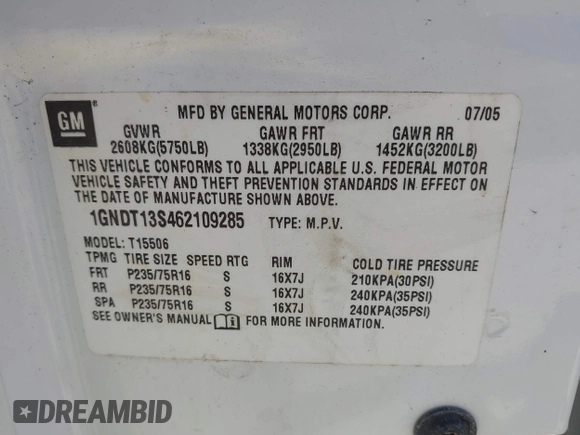 GM
®
MFD BY GENERAL MOTORS CORP. 07/05
GVWR GAWR FRT GAWR RR
2608KG(5750LB) 1338KG(2950LB) 1452KG(3200LB)
THIS VEHICLE CONFORMS TO ALL APPLICABLE U.S. FEDERAL MOTOR
VEHICLE SAFETY AND THEFT PREVENTION STANDARDS IN EFFECT ON
THE DATE OF MANUFACTURE SHOWN ABOVE.
1GNDT13S462109285 TYPE: M.P.V.
MODEL: T15506
TPMG TIRE SIZE SPEED RTG RIM COLD TIRE PRESSURE
FRT P235/75R16 S 16X7J 210KPA(30PSI)
RR P235/75R16 S 16X7J 240KPA(35PSI)
SPA P235/75R16 S 16X7J 240KPA(35PSI)
SEE OWNER'S MANUAL FOR MORE INFORMATION.
DREAMBID